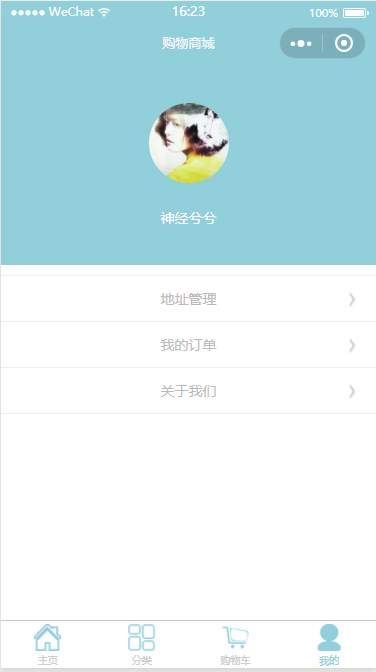 WeChat 16:23 100%
购物商城
神经兮兮
地址管理
我的订单
关于我们
主页 分类 购物车 我的